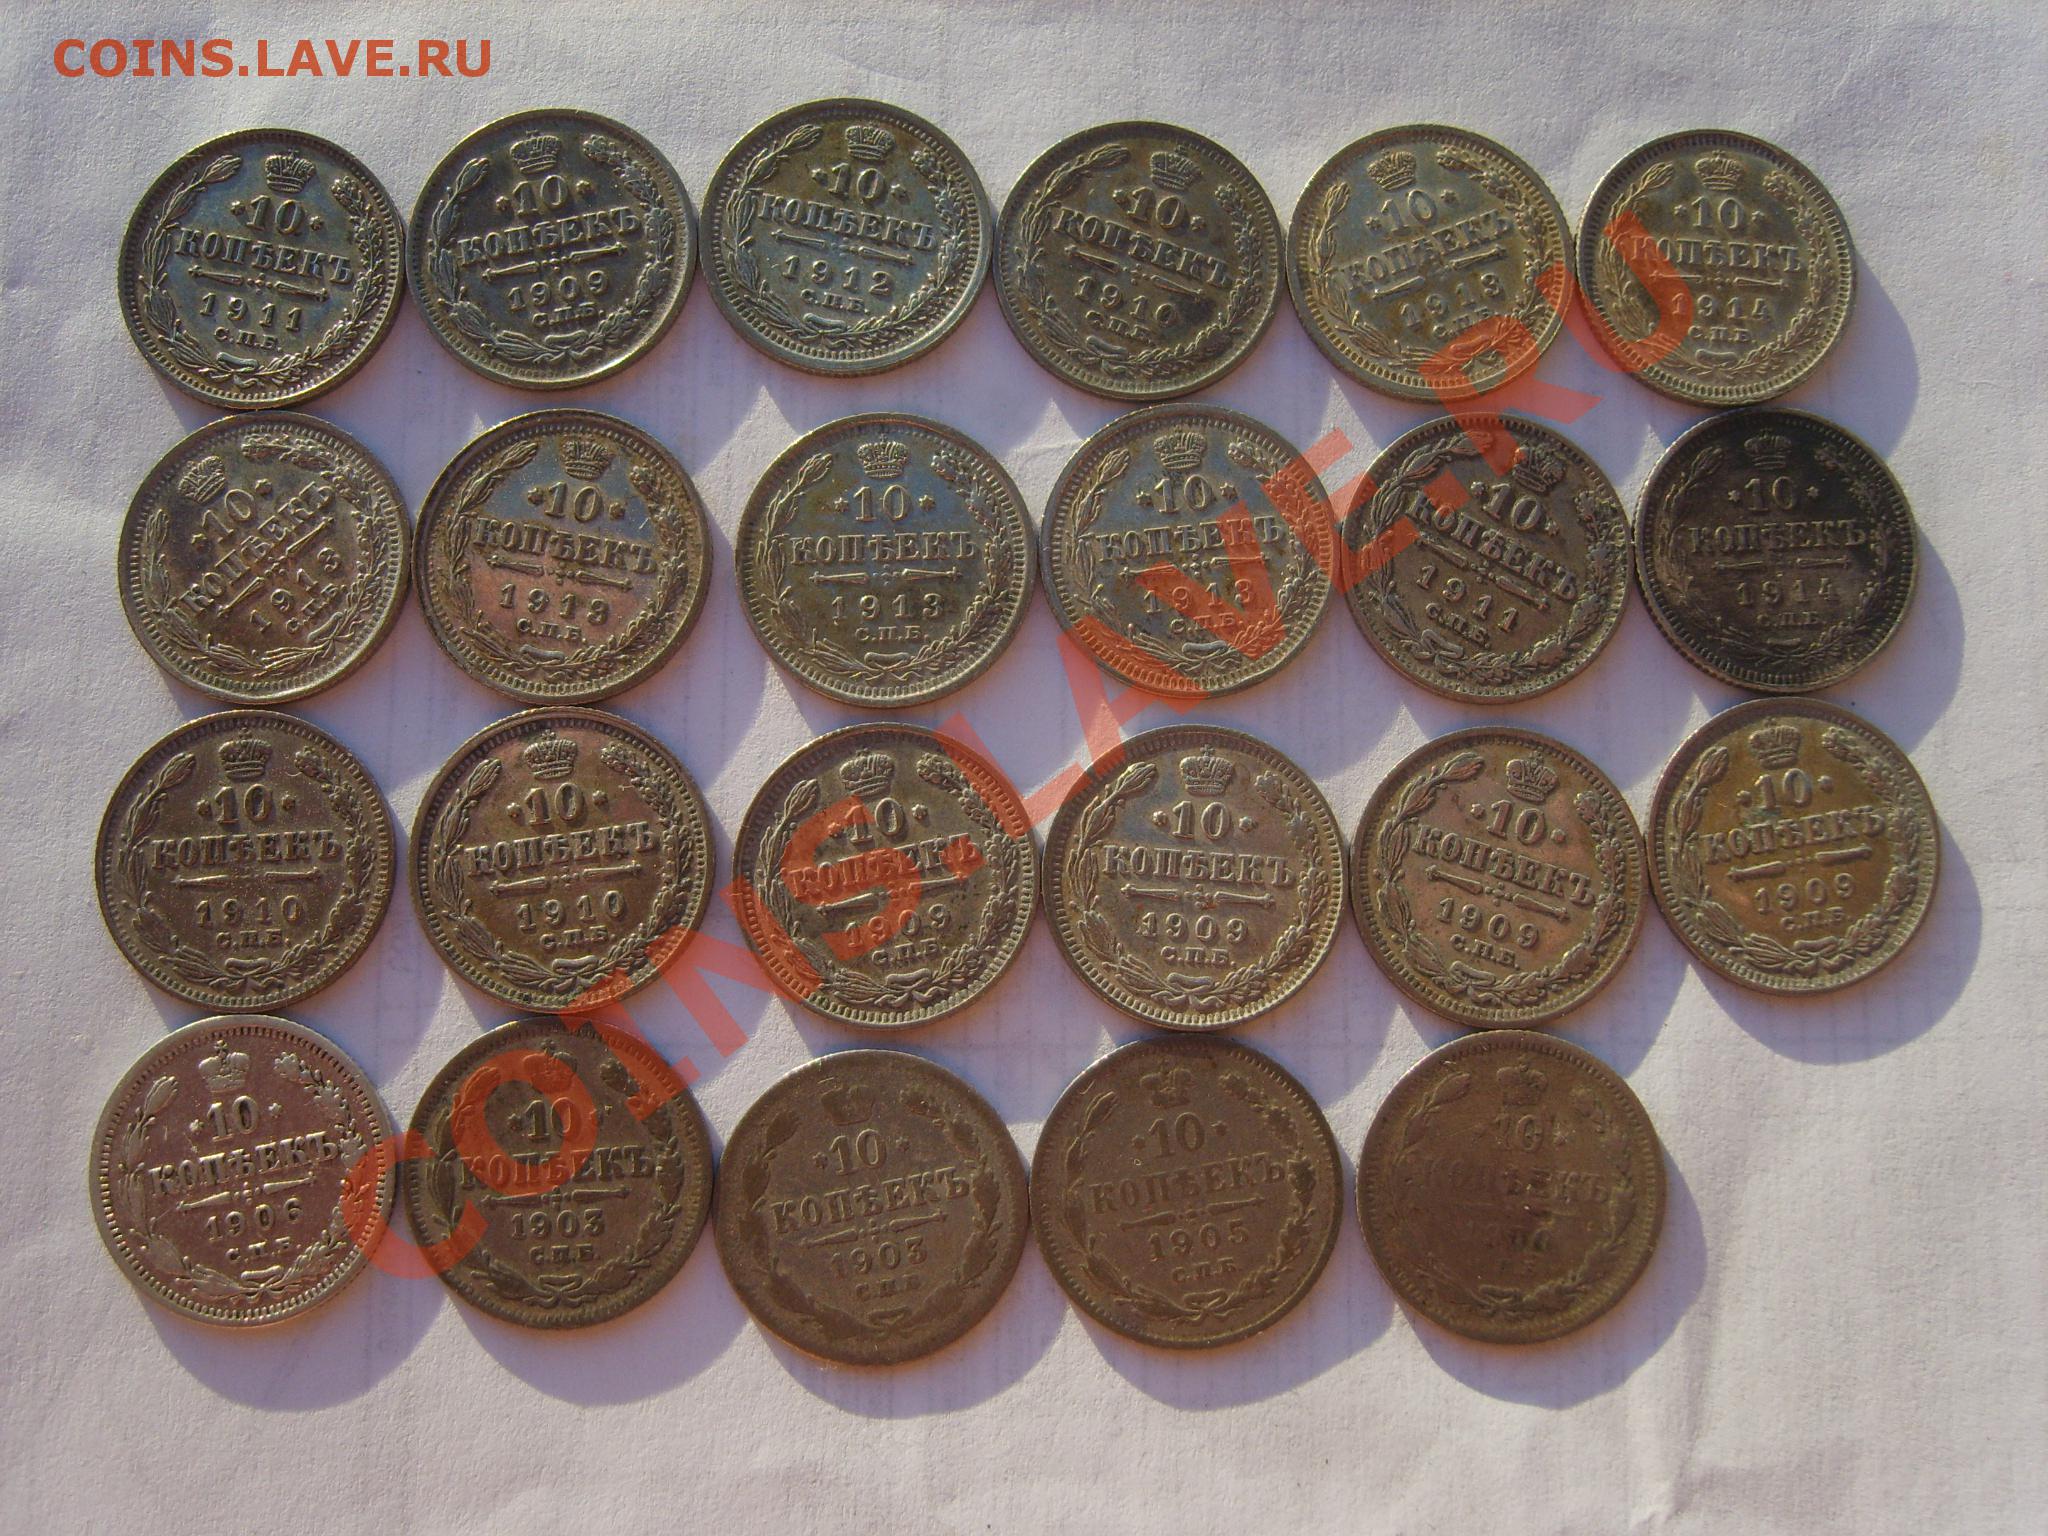 COINS.LAVE.RU
*10*
КОПѢЕКЪ
1911
С.П.Б.
*10*
КОПѢЕКЪ
1909
С.П.Б.
*10*
КОПѢЕКЪ
1912
С.П.Б.
*10*
КОПѢЕКЪ
1910
С.П.Б.
*10*
КОПѢЕКЪ
1913
С.П.Б.
*10*
КОПѢЕКЪ
1914
С.П.Б.
*10*
КОПѢЕКЪ
1913
С.П.Б.
*10*
КОПѢЕКЪ
1913
С.П.Б.
*10*
КОПѢЕКЪ
1913
С.П.Б.
*10*
КОПѢЕКЪ
1913
С.П.Б.
*10*
КОПѢЕКЪ
1911
С.П.Б.
*10*
КОПѢЕКЪ
1914
С.П.Б.
*10*
КОПѢЕКЪ
1910
С.П.Б.
*10*
КОПѢЕКЪ
1910
С.П.Б.
*10*
КОПѢЕКЪ
1909
С.П.Б.
*10*
КОПѢЕКЪ
1909
С.П.Б.
*10*
КОПѢЕКЪ
1909
С.П.Б.
*10*
КОПѢЕКЪ
1909
С.П.Б.
*10*
КОПѢЕКЪ
1906
С.П.Б.
*10*
КОПѢЕКЪ
1903
С.П.Б.
*10*
КОПѢЕКЪ
1903
С.П.Б.
*10*
КОПѢЕКЪ
1905
С.П.Б.
10*
КОПѢЕКЪ
COINS.LAVE.RU